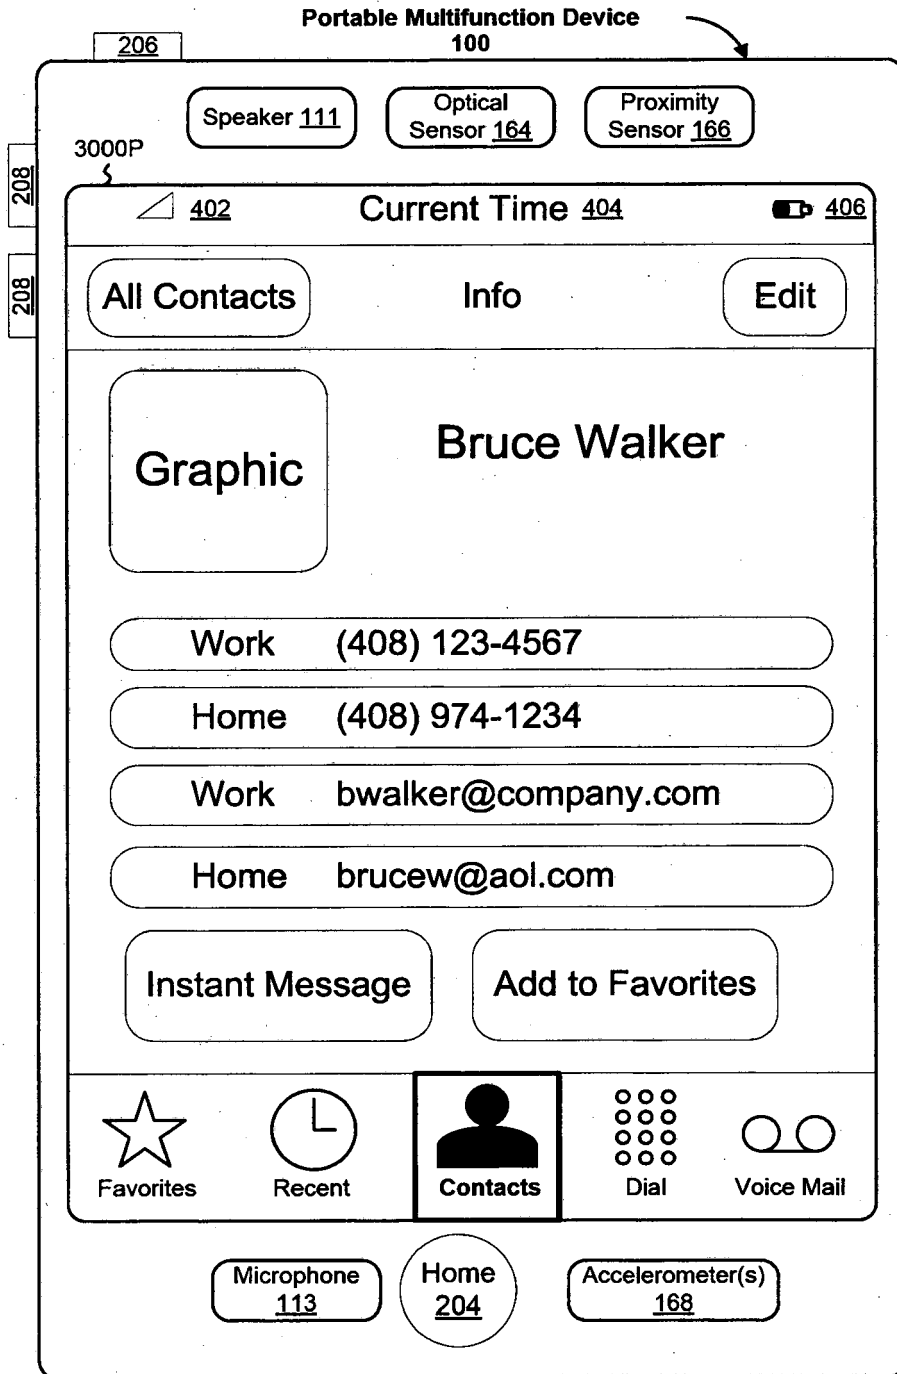 Portable Multifunction Device
100
206
Speaker 111
Optical
Sensor 164
Proximity
Sensor 166
3000P
208
402
Current Time 404
406
208
All Contacts
Info
Edit
Graphic
Bruce Walker
Work (408) 123-4567
Home (408) 974-1234
Work bwalker@company.com
Home brucew@aol.com
Instant Message
Add to Favorites
Favorites
Recent
Contacts
Dial
Voice Mail
Microphone
113
Home
204
Accelerometer(s)
168